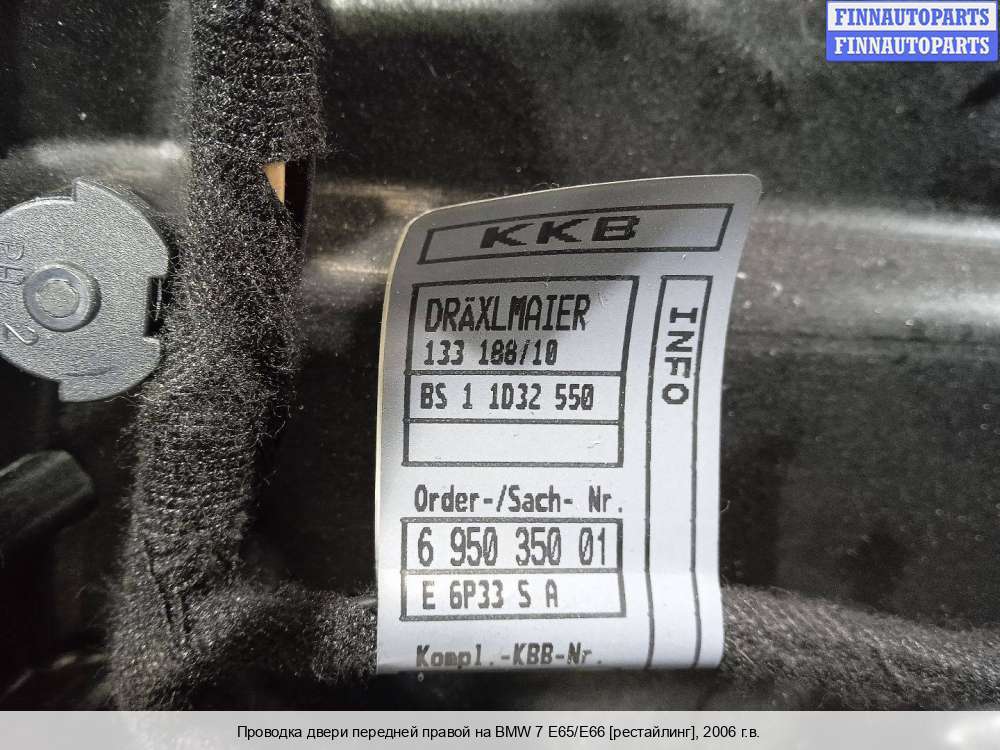 FINNAUTOPARTS
FINNAUTOPARTS
KKB
DRÄXLMAIER
133 188/10
BS 1 1D32 550
INFO
Order-/Sach- Nr.
6 950 350 01
E 6P33 S A
Kompl.-KBB-Nr.
Проводка двери передней правой на BMW 7 E65/E66 [рестайлинг], 2006 г.в.